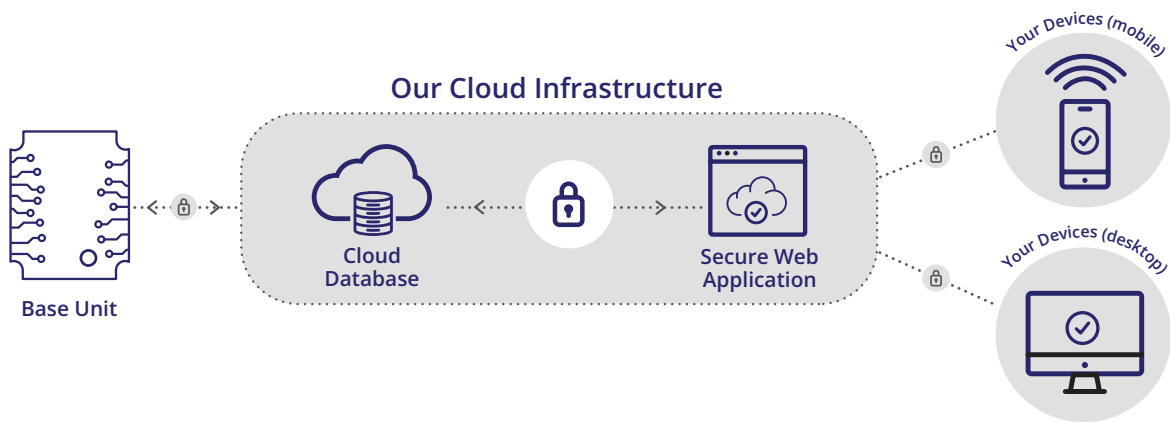 Our Cloud Infrastructure
Base Unit
Cloud
Database
Secure Web
Application
Your Devices (mobile)
Your Devices (desktop)